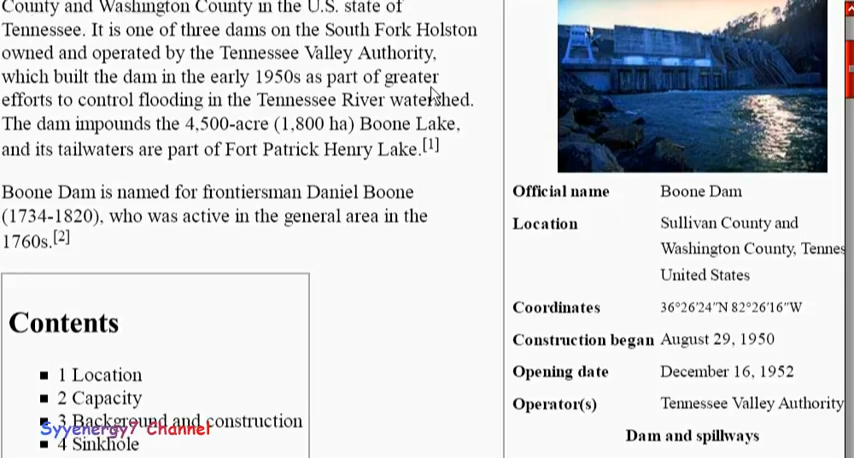 County and Washington County in the U.S. state of
Tennessee. It is one of three dams on the South Fork Holston
owned and operated by the Tennessee Valley Authority,
which built the dam in the early 1950s as part of greater
efforts to control flooding in the Tennessee River watershed.
The dam impounds the 4,500-acre (1,800 ha) Boone Lake,
and its tailwaters are part of Fort Patrick Henry Lake.[1]
Boone Dam is named for frontiersman Daniel Boone
(1734-1820), who was active in the general area in the
1760s.[2]
Contents
1 Location
2 Capacity
3 Background and construction
4 Sinkhole
Syyenergy7 Channel
Official name Boone Dam
Location Sullivan County and
Washington County, Tennes
United States
Coordinates 36°26′24″N 82°26′16″W
Construction began August 29, 1950
Opening date December 16, 1952
Operator(s) Tennessee Valley Authority
Dam and spillways